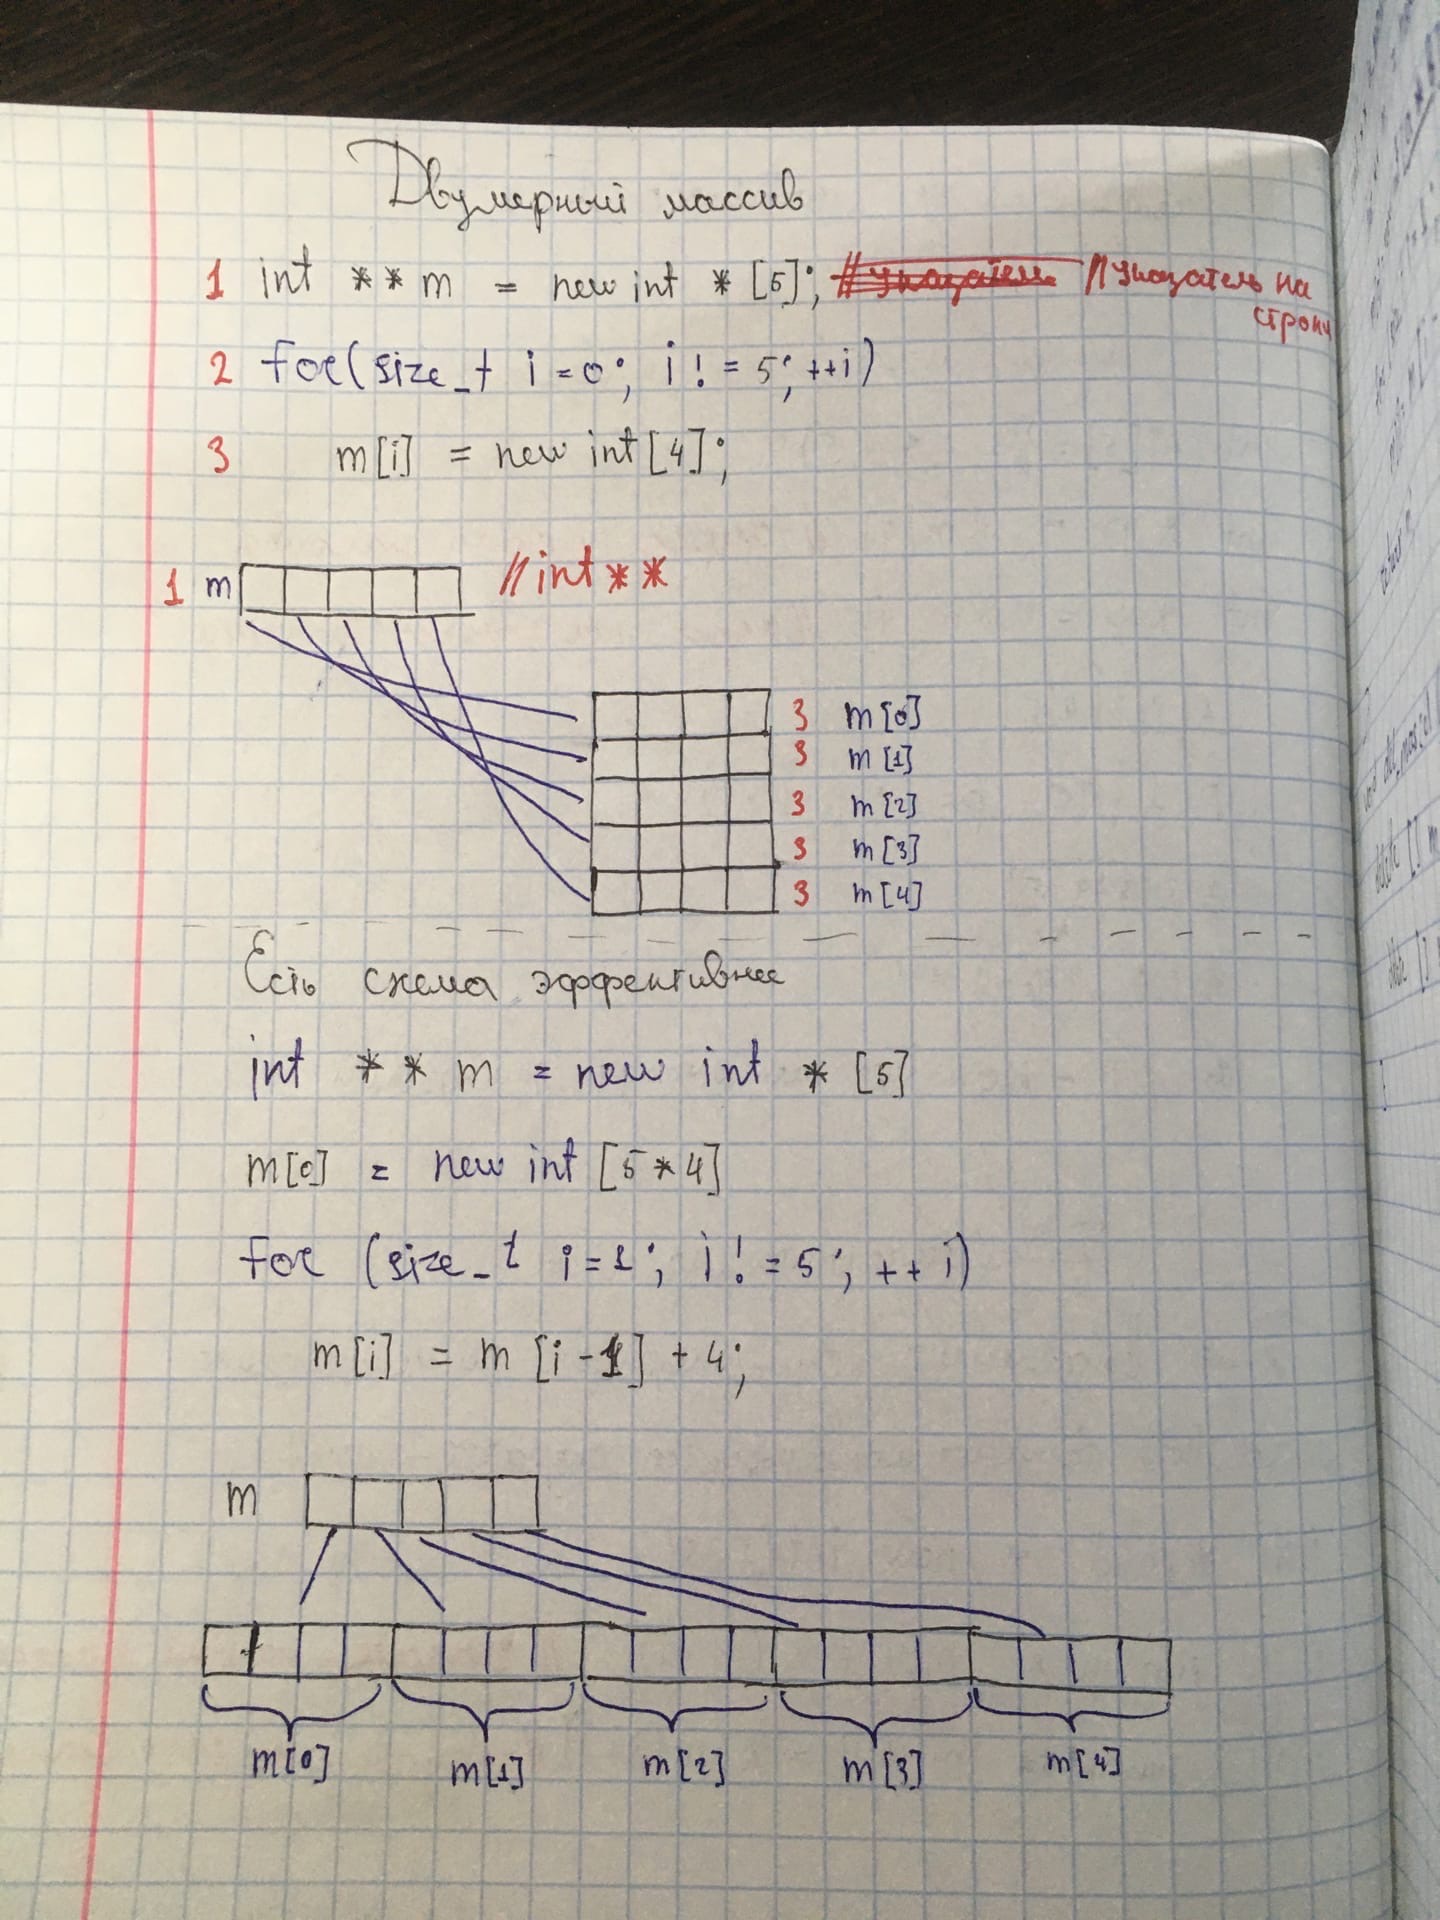 Двумерный массив
1 int ** m = new int * [5]; //указатель на
строки
2 for(size_t i=0; i!=5; ++i)
3 m[i] = new int[4];
1 m //int**
3 m[0]
3 m[1]
3 m[2]
3 m[3]
3 m[4]
Есть схема эффективнее
int ** m = new int * [5]
m[0] = new int [5*4]
for (size_t i=1; i!=5; ++i)
m[i] = m [i-1] + 4;
m
m[0] m[1] m[2] m[3] m[4]